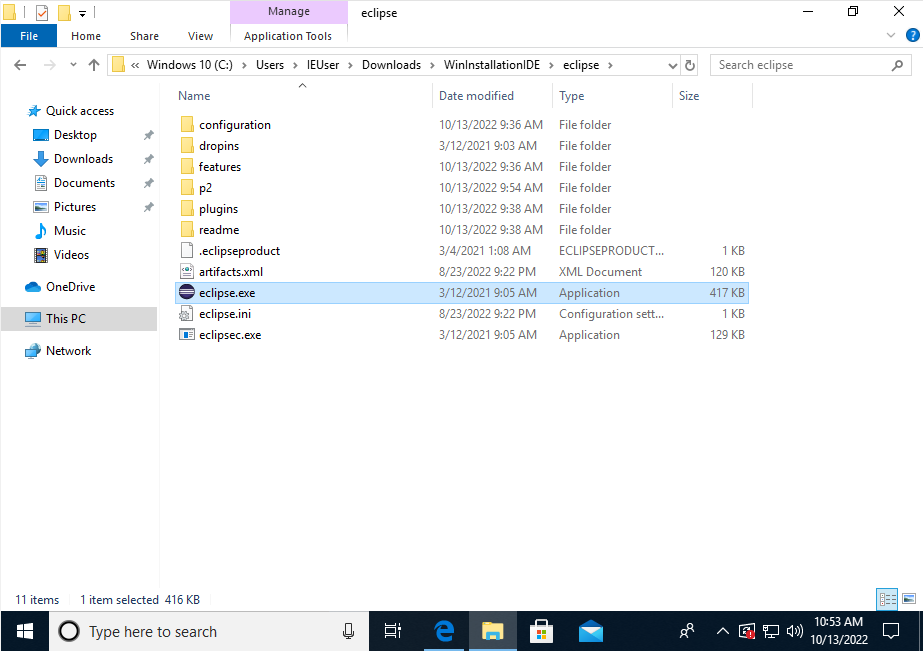 Manage
eclipse
File
Home
Share
View
Application Tools
?
« Windows 10 (C:) > Users > IEUser > Downloads > WinInstallationIDE > eclipse >
Search eclipse
Name
Date modified
Type
Size
Quick access
Desktop
Downloads
Documents
Pictures
Music
Videos
OneDrive
This PC
Network
configuration 10/13/2022 9:36 AM File folder
dropins 3/12/2021 9:03 AM File folder
features 10/13/2022 9:36 AM File folder
p2 10/13/2022 9:54 AM File folder
plugins 10/13/2022 9:38 AM File folder
readme 10/13/2022 9:38 AM File folder
.eclipseproduct 3/4/2021 1:08 AM ECLIPSEPRODUCT... 1 KB
artifacts.xml 8/23/2022 9:22 PM XML Document 120 KB
eclipse.exe 3/12/2021 9:05 AM Application 417 KB
eclipse.ini 8/23/2022 9:22 PM Configuration sett... 1 KB
eclipsec.exe 3/12/2021 9:05 AM Application 129 KB
11 items 1 item selected 416 KB
Type here to search
10:53 AM
10/13/2022